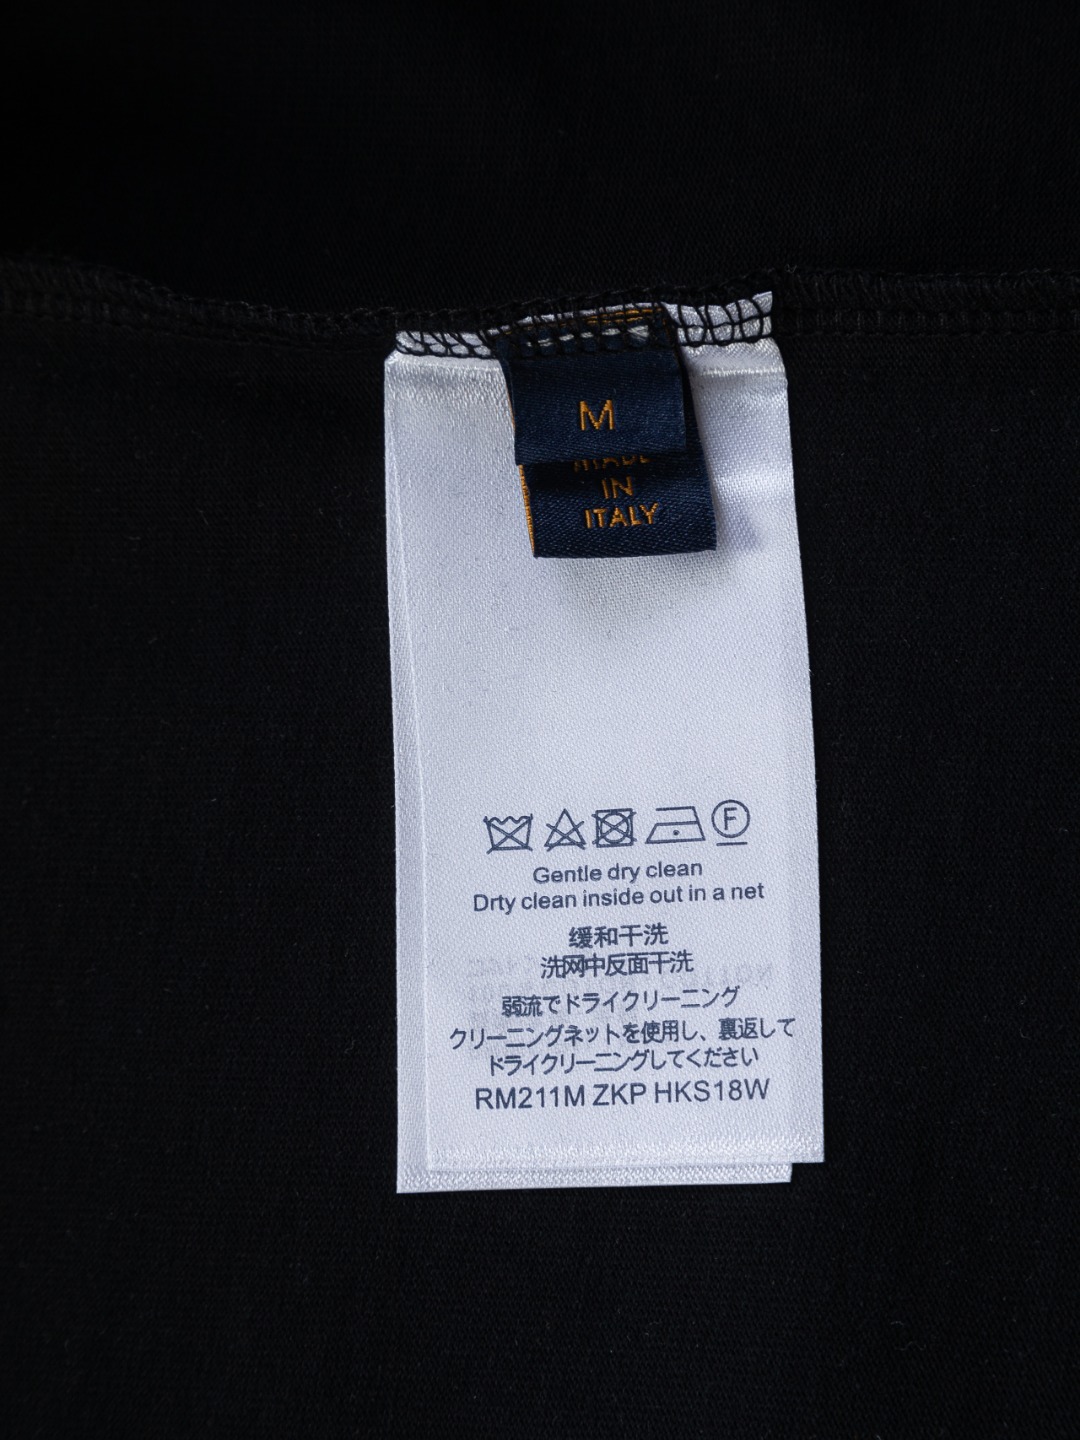 M
MADE
IN
ITALY
F
Gentle dry clean
Drty clean inside out in a net
缓和干洗
洗网中反面干洗
弱流でドライクリーニング
クリーニングネットを使用し、裏返して
ドライクリーニングしてください
RM211M ZKP HKS18W